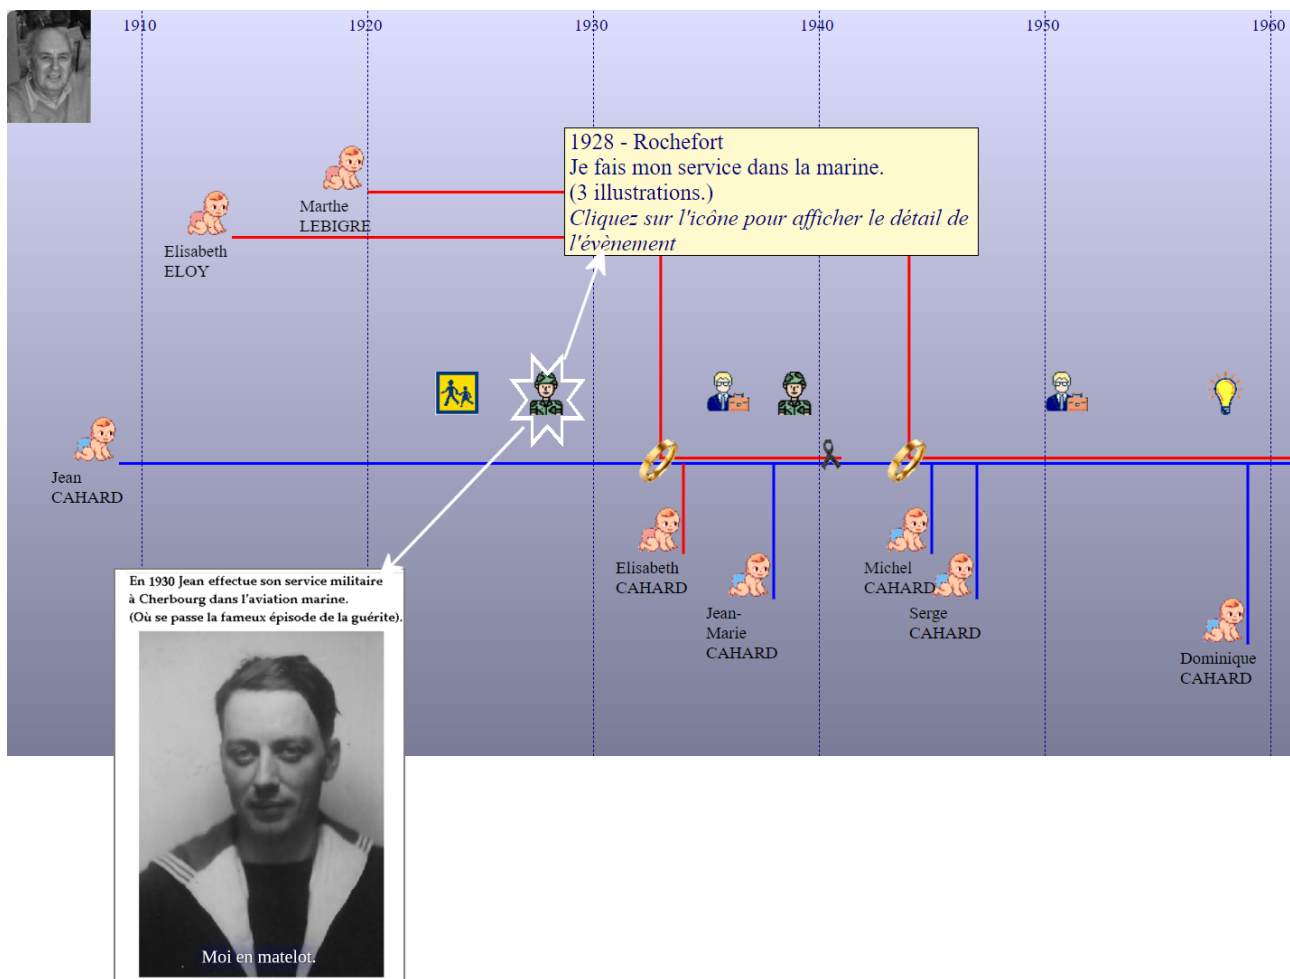 1910
1920
1930
1940
1950
1960
1928 - Rochefort
Je fais mon service dans la marine.
(3 illustrations.)
Cliquez sur l'icône pour afficher le détail de
l'évènement
Marthe
LEBIGRE
Elisabeth
ELOY
Jean
CAHARD
Elisabeth
CAHARD
Jean-
Marie
CAHARD
Michel
CAHARD
Serge
CAHARD
Dominique
CAHARD
En 1930 Jean effectue son service militaire
à Cherbourg dans l'aviation marine.
(Où se passe la fameux épisode de la guérite).
Moi en matelot.